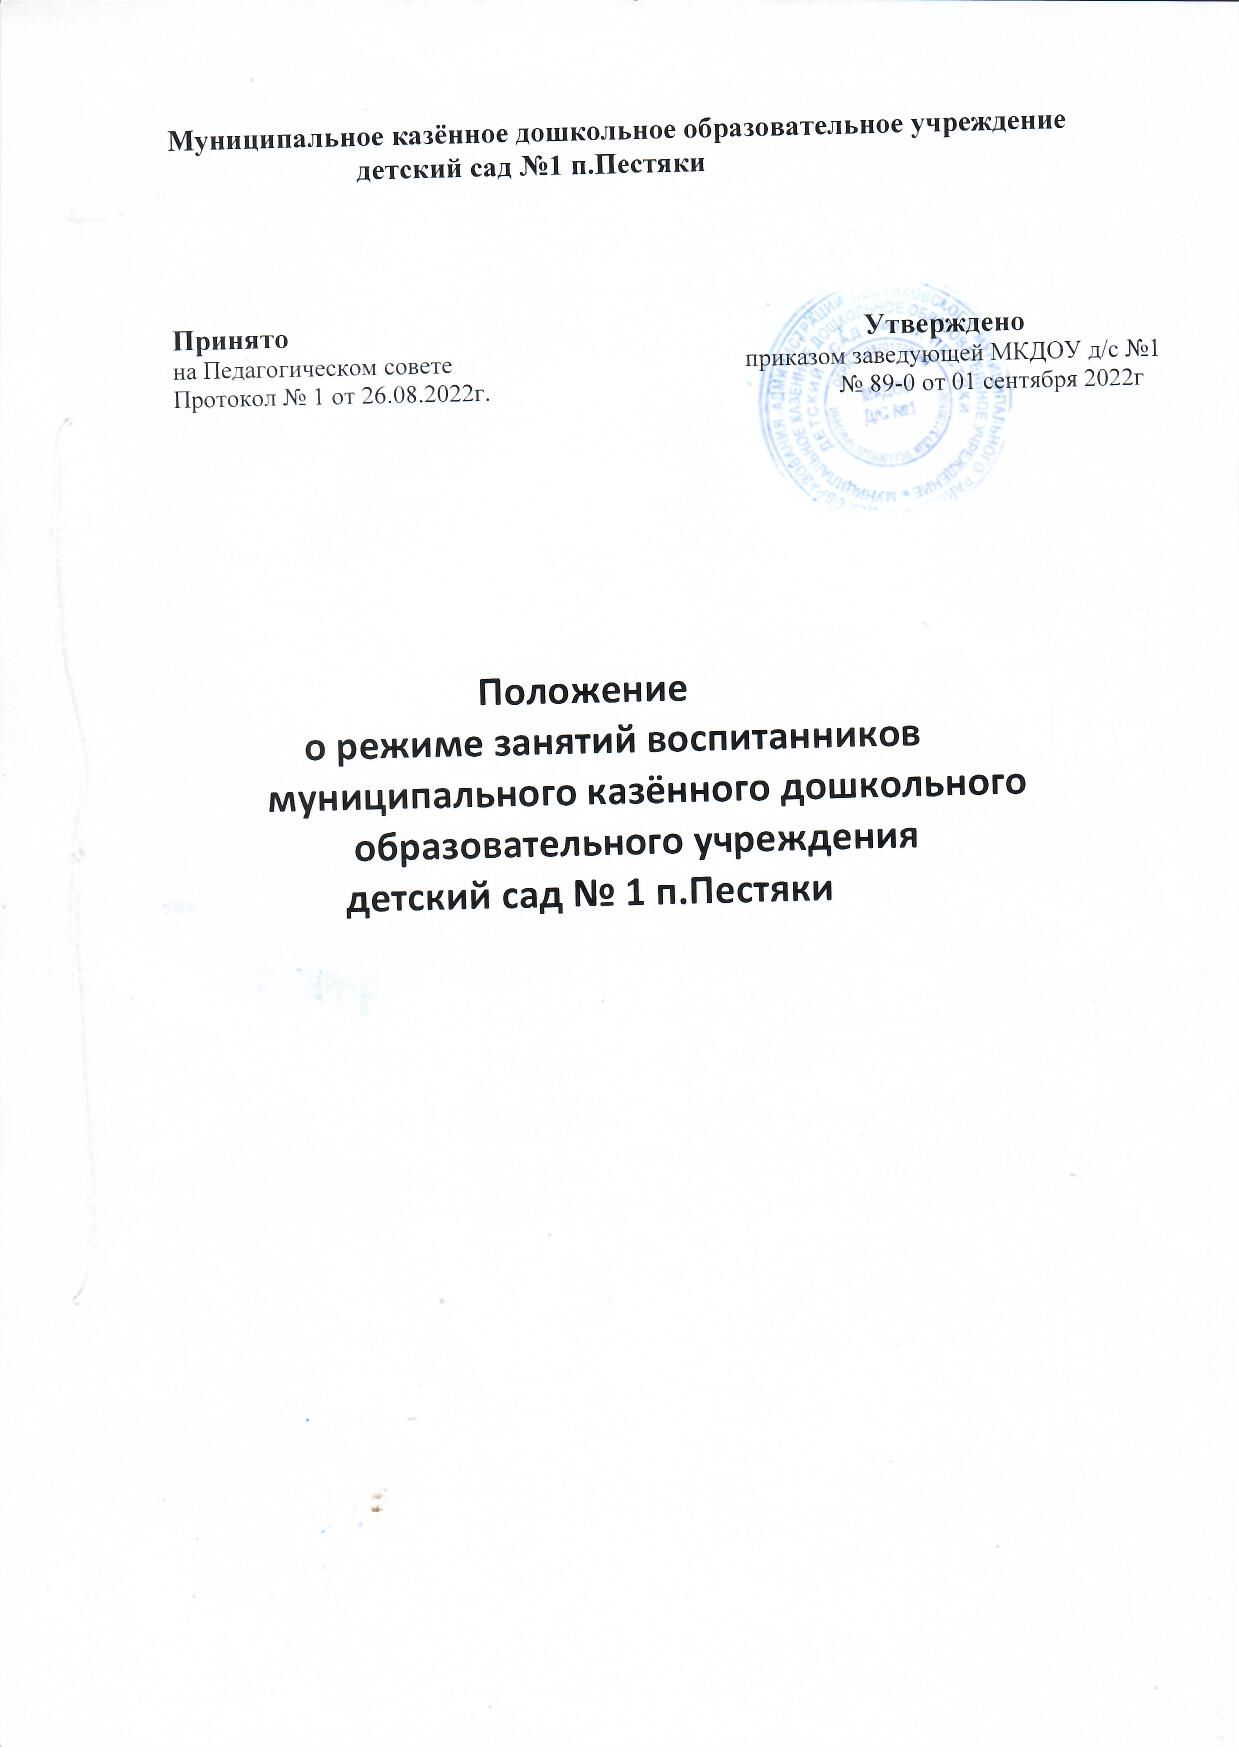 Муниципальное казённое дошкольное образовательное учреждение
детский сад №1 п.Пестяки
Принято
на Педагогическом совете
Протокол № 1 от 26.08.2022г.
Утверждено
приказом заведующей МКДОУ д/с №1
№ 89-0 от 01 сентября 2022г
Д/С №1
Положение
о режиме занятий воспитанников
муниципального казённого дошкольного
образовательного учреждения
детский сад № 1 п.Пестяки